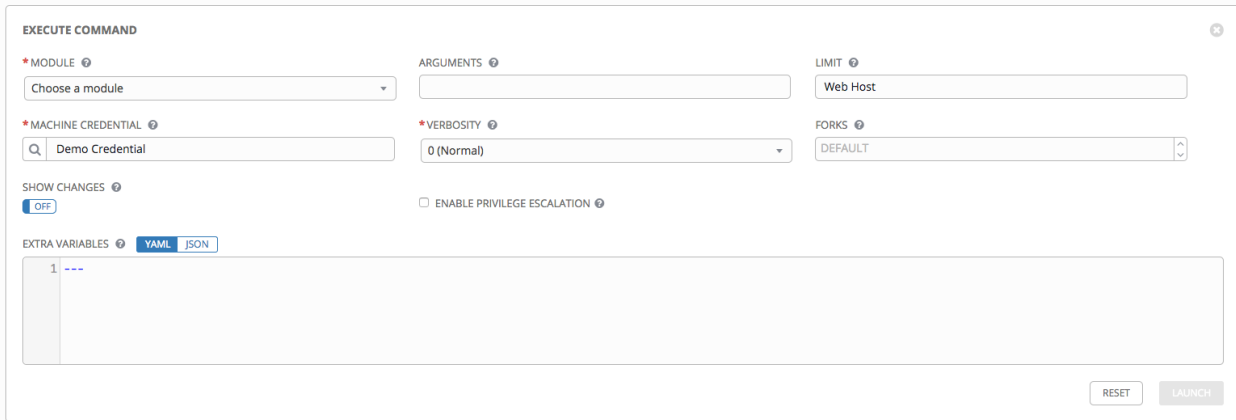 EXECUTE COMMAND
* MODULE
ARGUMENTS
LIMIT
Choose a module
Web Host
* MACHINE CREDENTIAL
* VERBOSITY
FORKS
Demo Credential
0 (Normal)
DEFAULT
SHOW CHANGES
OFF
ENABLE PRIVILEGE ESCALATION
EXTRA VARIABLES YAML JSON
1 ---
RESET LAUNCH